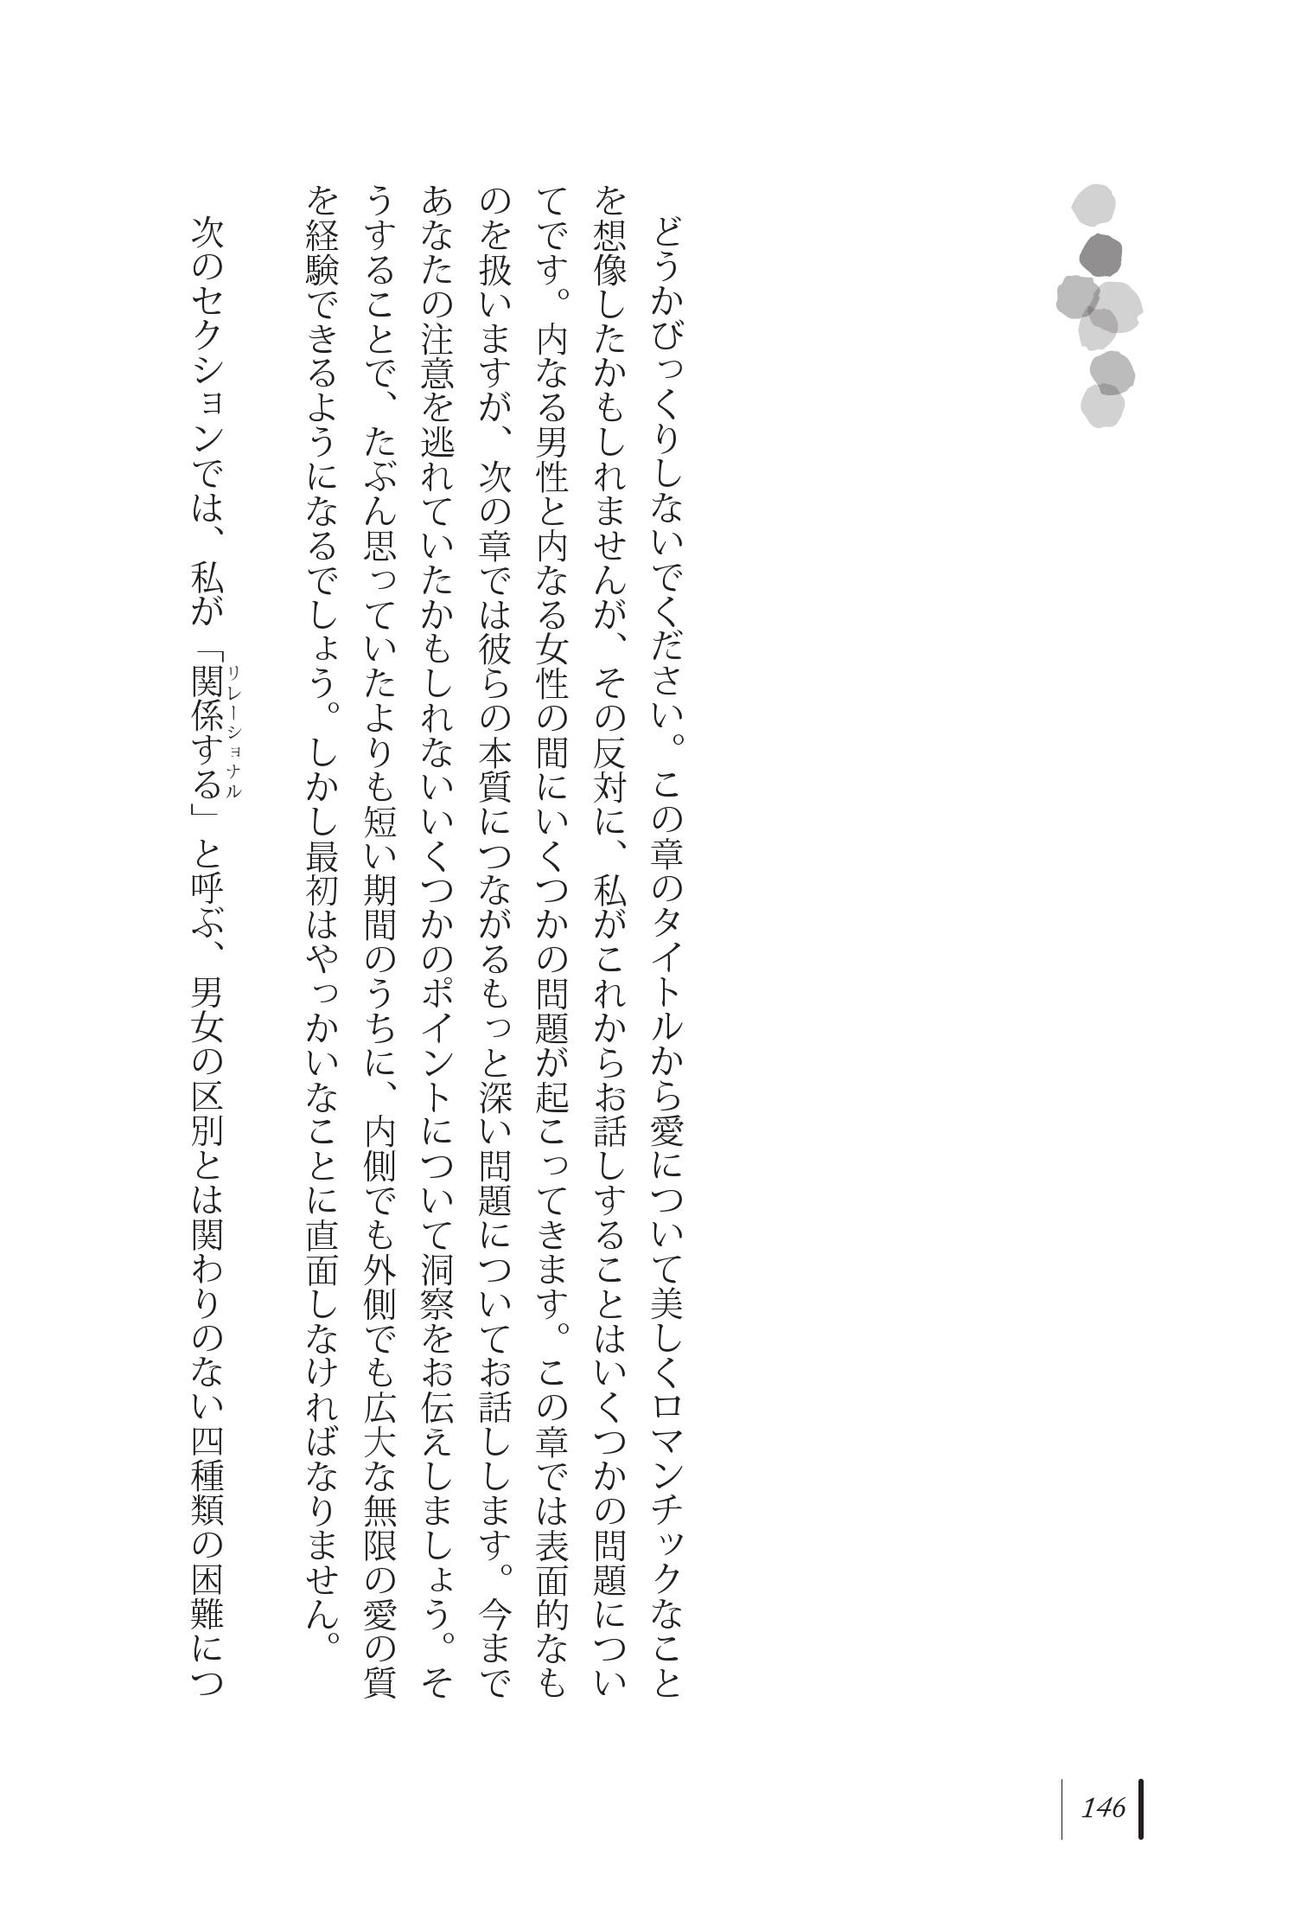 どうかびっくりしないでください。この章のタイトルから愛について美しくロマンチックなこと
を想像したかもしれませんが、その反対に、私がこれからお話しすることはいくつかの問題につい
てです。内なる男性と内なる女性の間にいくつかの問題が起こってきます。この章では表面的なも
のを扱いますが、次の章では彼らの本質につながるもっと深い問題についてお話しします。今まで
あなたの注意を逃れていたかもしれないいくつかのポイントについて洞察をお伝えしましょう。そ
うすることで、たぶん思っていたよりも短い期間のうちに、内側でも外側でも広大な無限の愛の質
を経験できるようになるでしょう。しかし最初はやっかいなことに直面しなければなりません。
次のセクションでは、私が「関係する」と呼ぶ、男女の区別とは関わりのない四種類の困難につ
リレーショナル
146